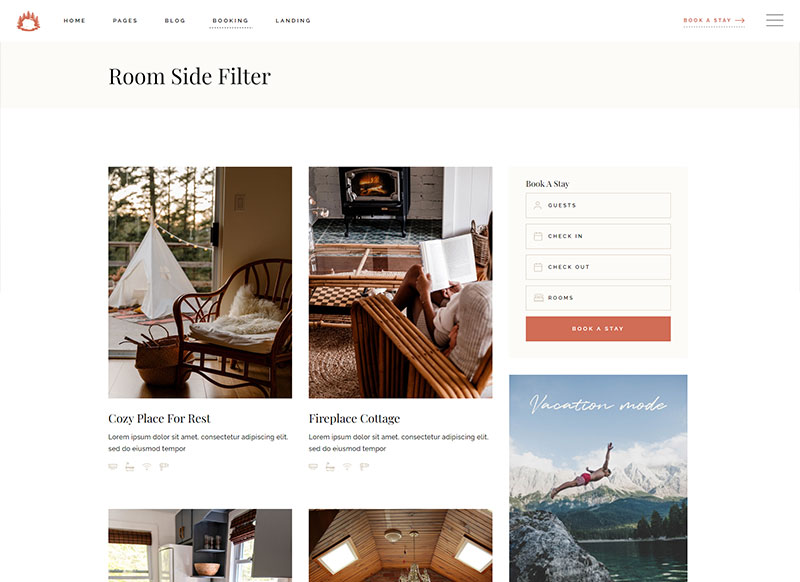 HOME
PAGES
BLOG
BOOKING
LANDING
BOOK A STAY
Room Side Filter
Cozy Place For Rest
Lorem ipsum dolor sit amet, consectetur adipiscing elit,
sed do eiusmod tempor
Fireplace Cottage
Lorem ipsum dolor sit amet, consectetur adipiscing elit,
sed do eiusmod tempor
Book A Stay
GUESTS
CHECK IN
CHECK OUT
ROOMS
BOOK A STAY
Vacation mode